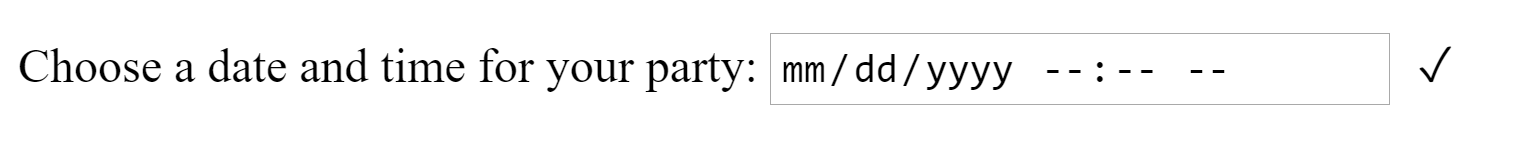 Choose a date and time for your party: mm/dd/yyyy --:-- -- ✓